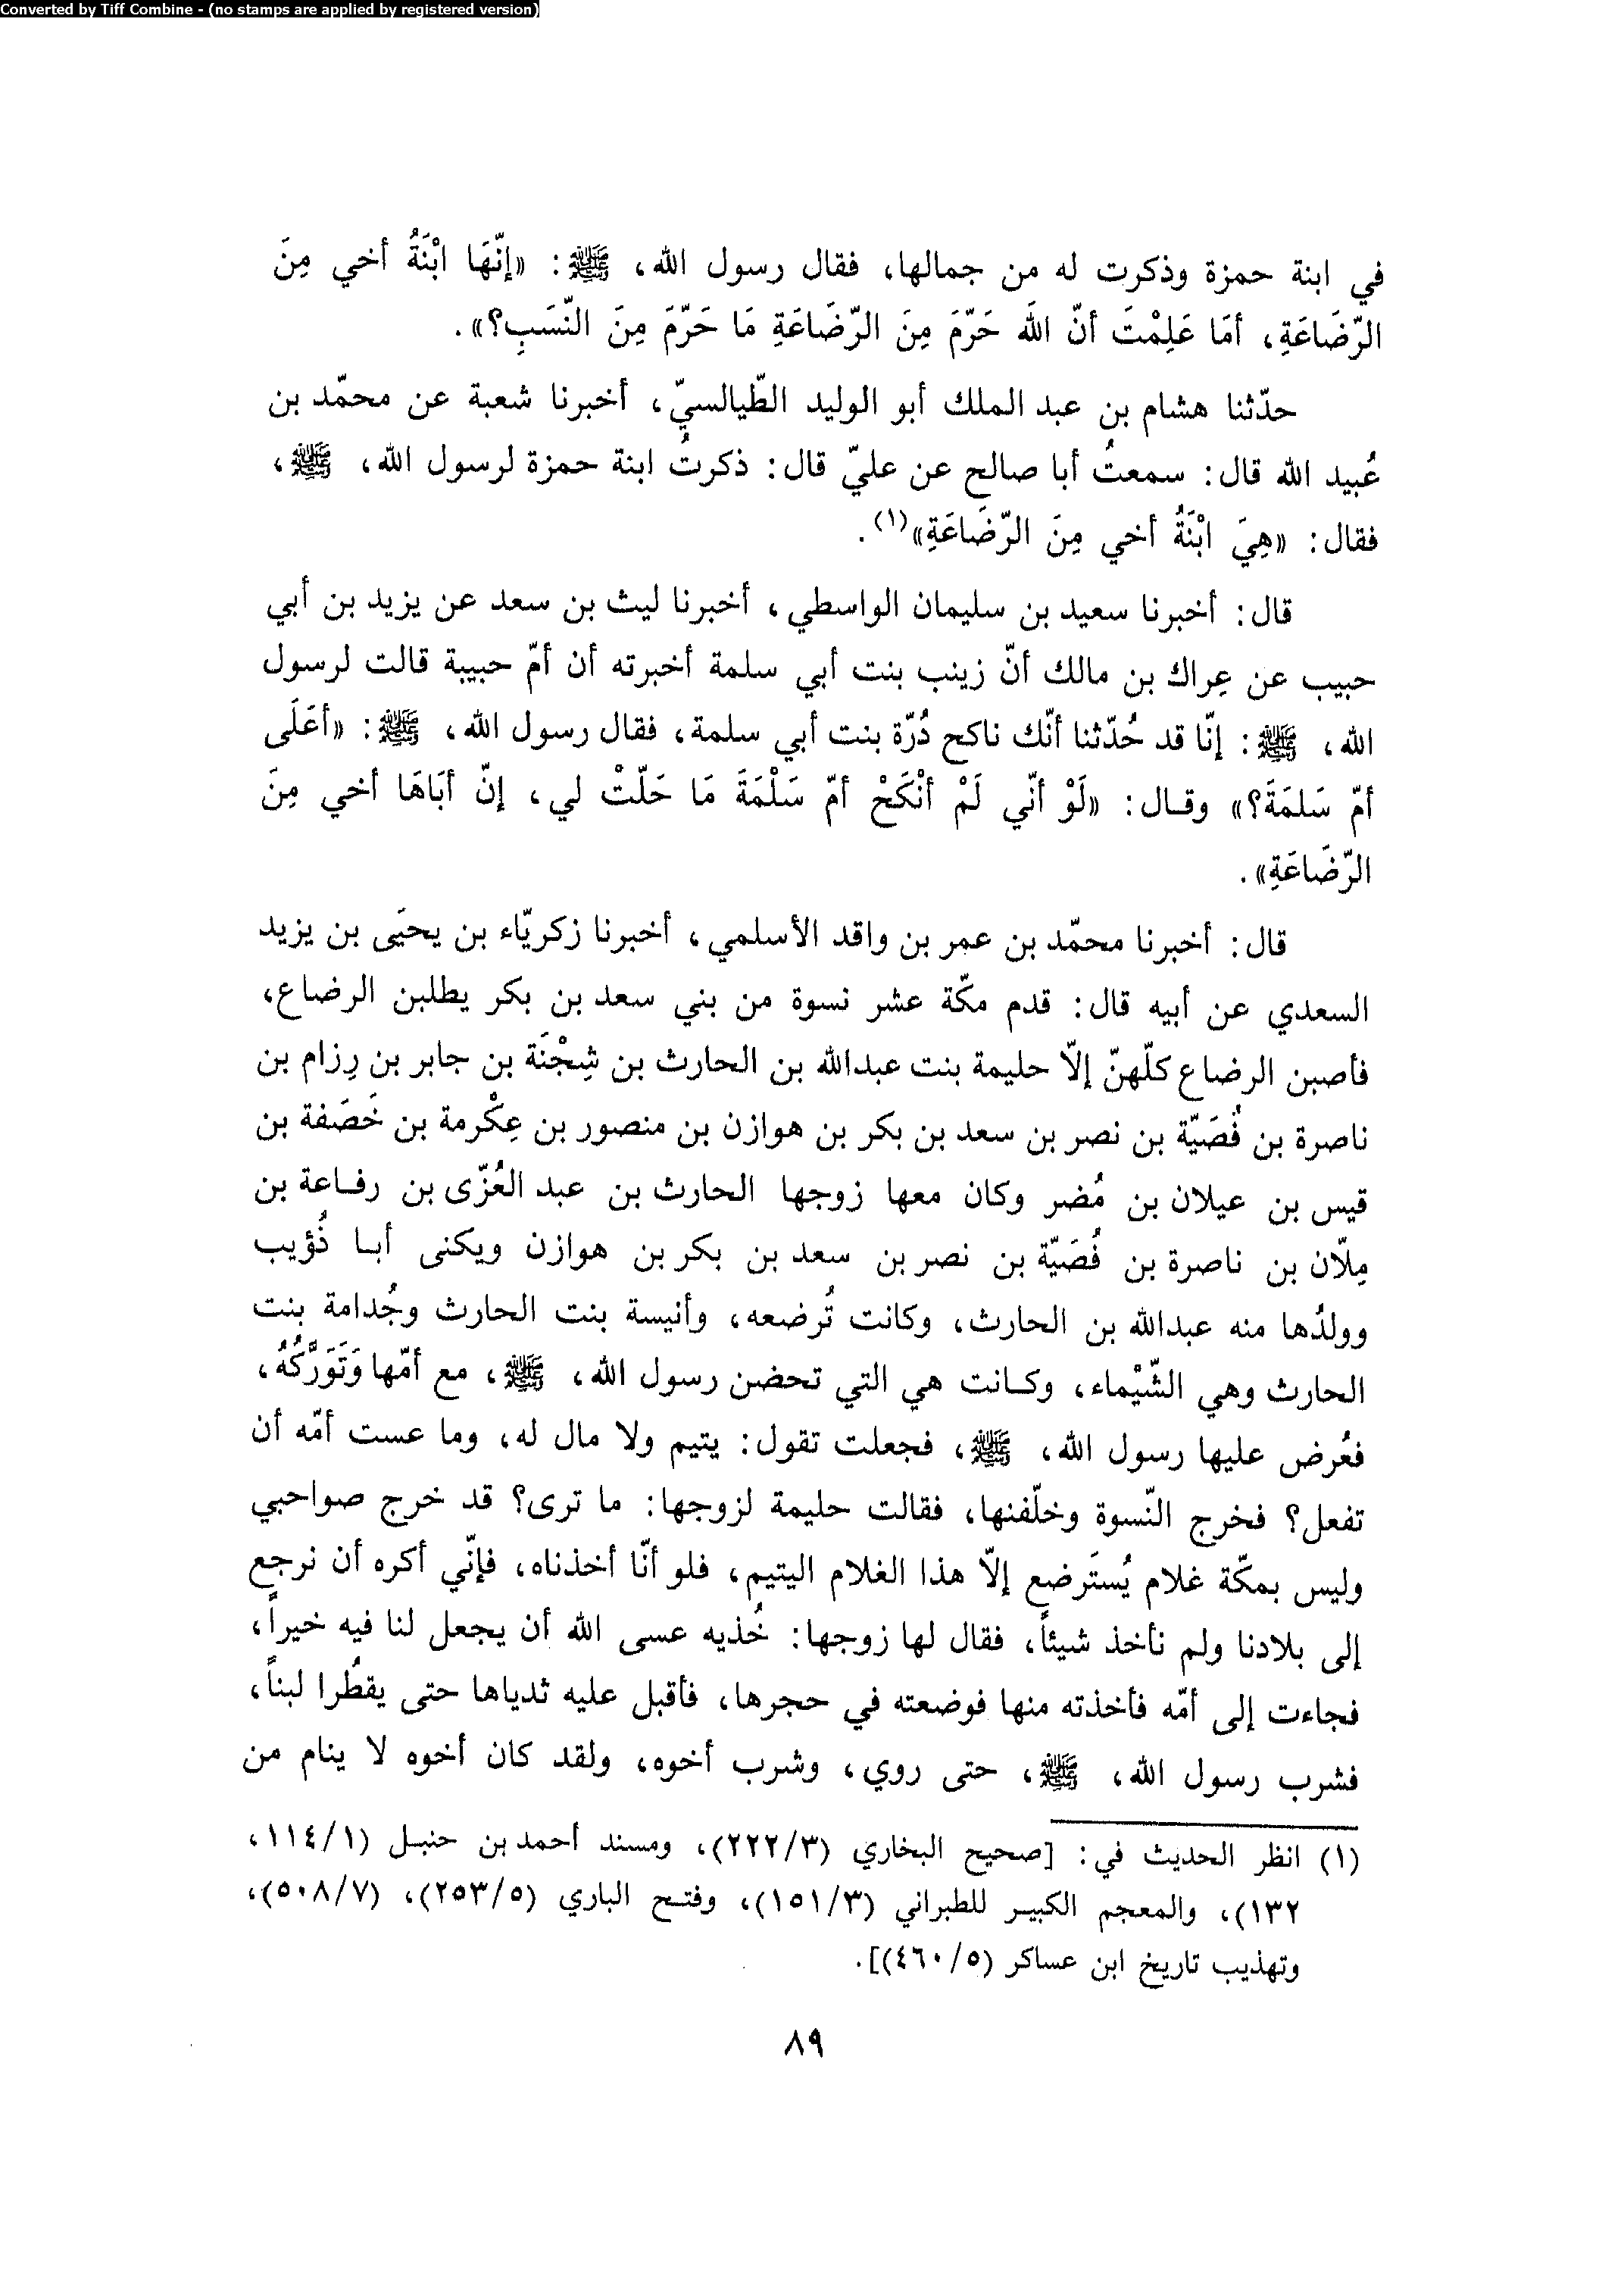 Converted by Tiff Combine - (no stamps are applied by registered version)
في ابنة حمزة وذكرت له من جمالها، فقال رسول الله، ﷺ: «إنّهَا ابْنَةُ أخي مِنَ
الرّضَاعَةِ، أمَا عَلِمْتَ أنّ الله حَرّمَ مِنَ الرّضَاعَةِ مَا حَرّمَ مِنَ النّسَبِ؟».
حدّثنا هشام بن عبد الملك أبو الوليد الطّيالسيّ، أخبرنا شعبة عن محمّد بن
عُبيد الله قال: سمعتُ أبا صالح عن عليّ قال: ذكرتُ ابنة حمزة لرسول الله، ﷺ،
فقال: «هِيَ ابْنَةُ أخي مِنَ الرّضَاعَةِ»(١).
قال: أخبرنا سعيد بن سليمان الواسطي، أخبرنا ليث بن سعد عن يزيد بن أبي
حبيب عن عِراك بن مالك أنّ زينب بنت أبي سلمة أخبرته أن أمّ حبيبة قالت لرسول
الله، ﷺ: إنّا قد حُدّثنا أنّك ناكح دُرّة بنت أبي سلمة، فقال رسول الله، ﷺ: «أعَلَى
أمّ سَلمَةَ؟» وقال: «لَوْ أنّي لَمْ أنْكَحْ أمّ سَلْمَةَ مَا حَلّتْ لي، إنّ أبَاهَا أخي مِنَ
الرّضَاعَةِ».
قال: أخبرنا محمّد بن عمر بن واقد الأسلمي، أخبرنا زكريّاء بن يحيَى بن يزيد
السعدي عن أبيه قال: قدم مكّة عشر نسوة من بني سعد بن بكر يطلبن الرضاع،
فأصبن الرضاع كلّهنّ إلاّ حليمة بنت عبدالله بن الحارث بن شِجْنَة بن جابر بن رِزام بن
ناصرة بن فُصَيّة بن نصر بن سعد بن بكر بن هوازن بن منصور بن عِكْرمة بن خَصَفة بن
قيس بن عيلان بن مُضر وكان معها زوجها الحارث بن عبد العُزّى بن رفاعة بن
مِلاّن بن ناصرة بن فُصَيّة بن نصر بن سعد بن بكر بن هوازن ويكنى أبا ذُؤيب
وولدُها منه عبدالله بن الحارث، وكانت تُرضعه، وأنيسة بنت الحارث وجُدامة بنت
الحارث وهي الشّيْماء، وكانت هي التي تحضن رسول الله، ﷺ، مع أمّها وَتَوَرَّكُهُ،
فعُرض عليها رسول الله، ﷺ، فجعلت تقول: يتيم ولا مال له، وما عست أمّه أن
تفعل؟ فخرج النّسوة وخلّفنها، فقالت حليمة لزوجها: ما ترى؟ قد خرج صواحبي
وليس بمكّة غلام يُستَرضع إلاّ هذا الغلام اليتيم، فلو أنّا أخذناه، فإنّي أكره أن نرجع
إلى بلادنا ولم نأخذ شيئاً، فقال لها زوجها: خُذيه عسى الله أن يجعل لنا فيه خيراً،
فجاءت إلى أمّه فأخذته منها فوضعته في حجرها، فأقبل عليه ثدياها حتى يقطُرا لبناً،
فشرب رسول الله، ﷺ، حتى روي، وشرب أخوه، ولقد كان أخوه لا ينام من
(١) انظر الحديث في: [صحيح البخاري (٢٢٢/٣)، ومسند أحمد بن حنبل (١١٤/١،
١٣٢)، والمعجم الكبير للطبراني (١٥١/٣)، وفتح الباري (٢٥٣/٥)، (٥٠٨/٧)،
وتهذيب تاريخ ابن عساكر (٤٦٠/٥)].
٨٩